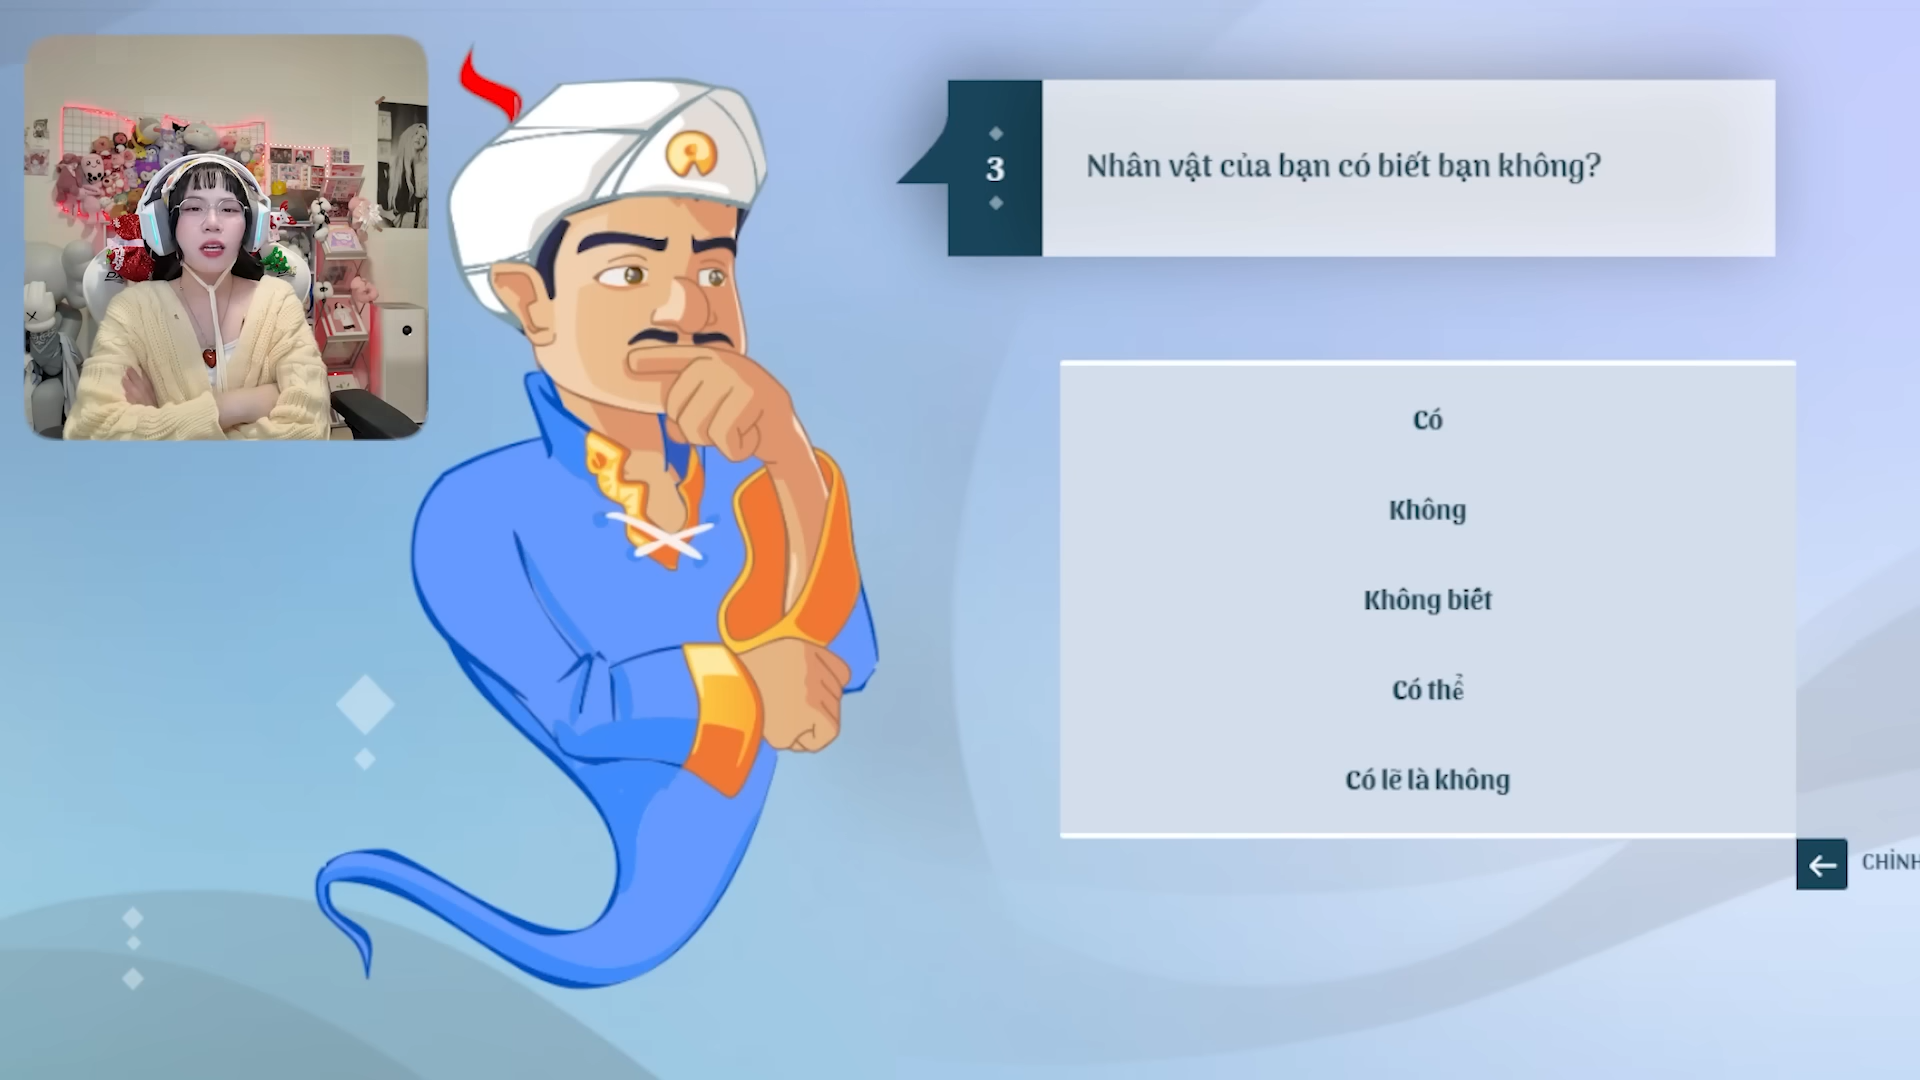 3
Nhân vật của bạn có biết bạn không?
Có
Không
Không biết
Có thể
Có lẽ là không
CHỈNH